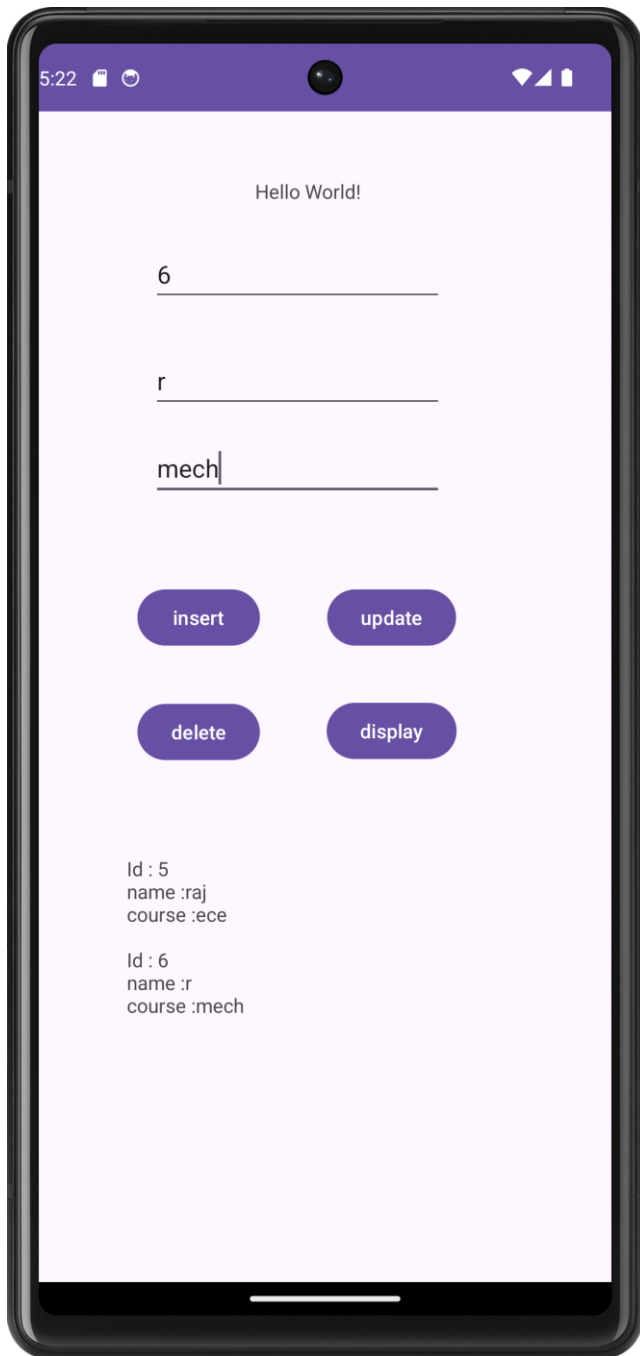 5:22
Hello World!
6
r
mech
insert update
delete display
Id : 5
name :raj
course :ece
Id : 6
name :r
course :mech